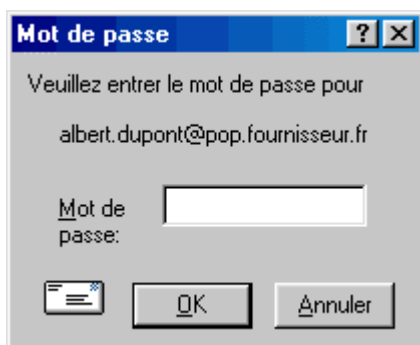 Mot de passe
Veuillez entrer le mot de passe pour
albert.dupont@pop.fournisseur.fr
Mot de
passe:
OK Annuler